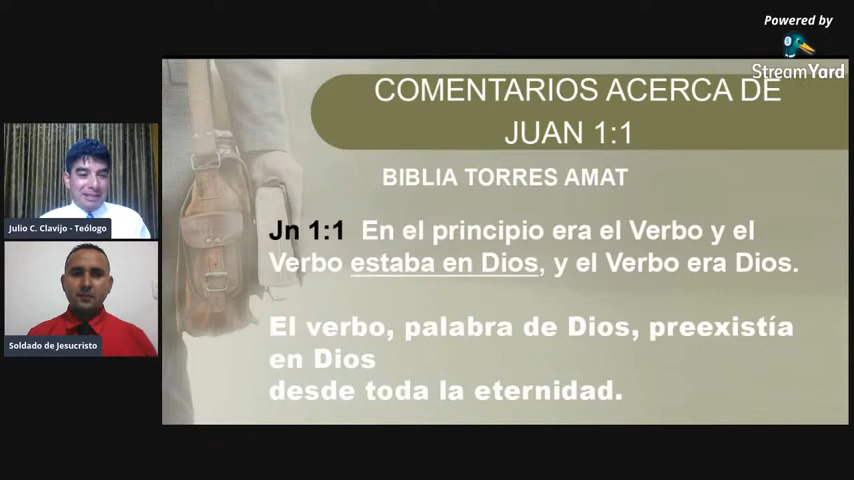 Powered by
StreamYard
COMENTARIOS ACERCA DE
JUAN 1:1
BIBLIA TORRES AMAT
Jn 1:1 En el principio era el Verbo y el
Verbo estaba en Dios, y el Verbo era Dios.
El verbo, palabra de Dios, preexistía
en Dios
desde toda la eternidad.
Julio C. Clavijo - Teólogo
Soldado de Jesucristo